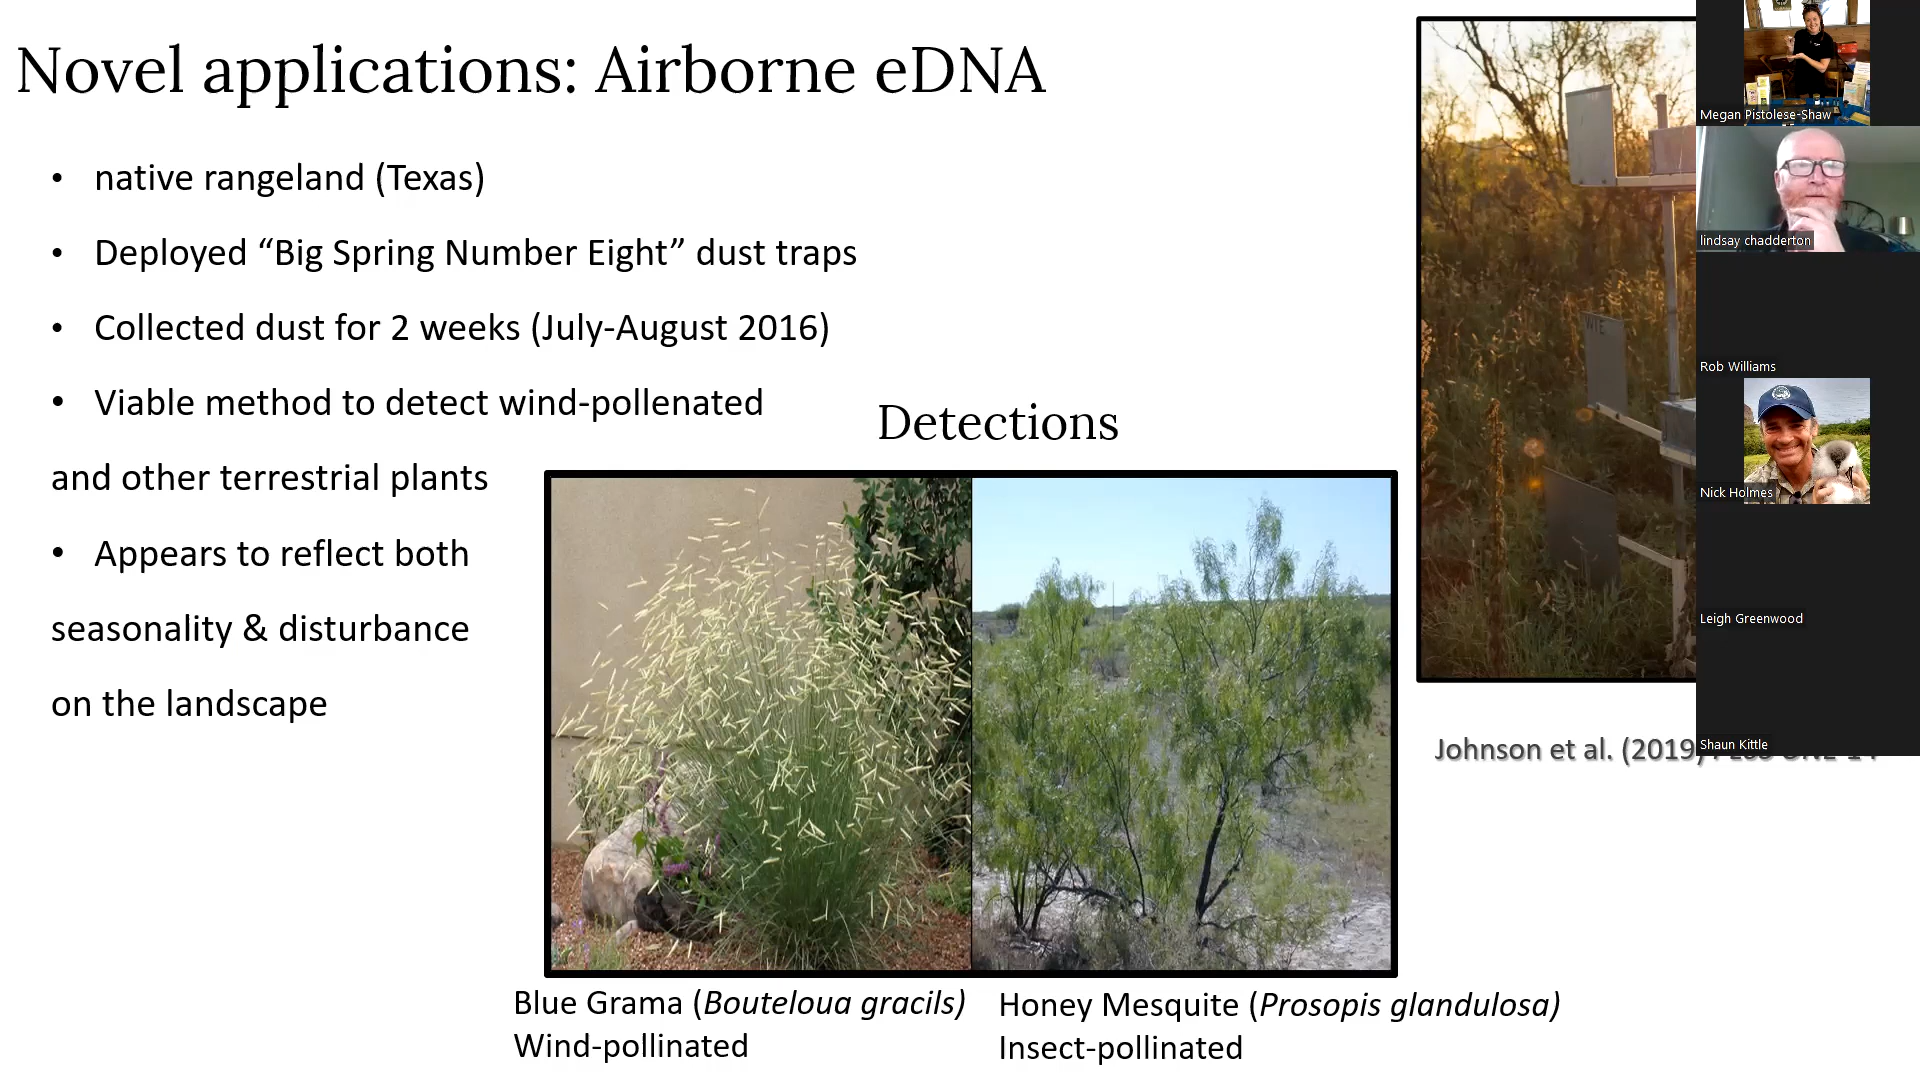 Novel applications: Airborne eDNA
• native rangeland (Texas)
• Deployed “Big Spring Number Eight” dust traps
• Collected dust for 2 weeks (July-August 2016)
• Viable method to detect wind-pollenated
and other terrestrial plants
• Appears to reflect both
seasonality & disturbance
on the landscape
Detections
Blue Grama (Bouteloua gracils)
Wind-pollinated
Honey Mesquite (Prosopis glandulosa)
Insect-pollinated
Johnson et al. (2019)
Megan Pistolese-Shaw
lindsay chadderton
Rob Williams
Nick Holmes
Leigh Greenwood
Shaun Kittle